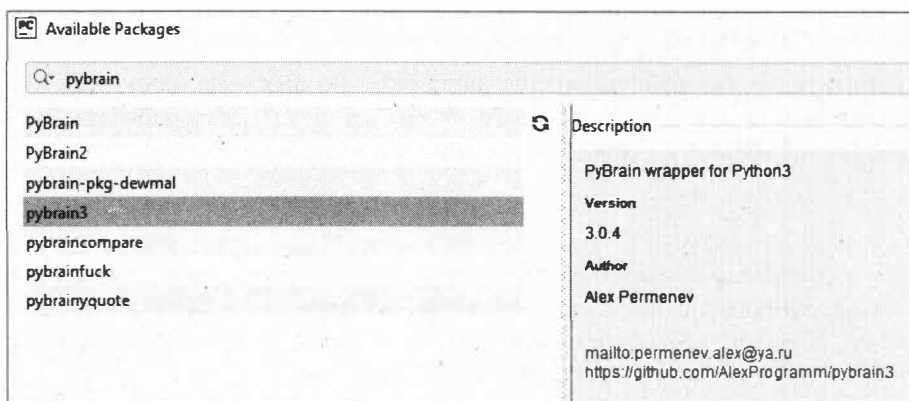 PC Available Packages
pybrain
PyBrain
PyBrain2
pybrain-pkg-dewmal
pybrain3
pybraincompare
pybrainfuck
pybrainyquote
Description
PyBrain wrapper for Python3
Version
3.0.4
Author
Alex Permenev
mailto:permenev.alex@ya.ru
https://github.com/AlexProgramm/pybrain3